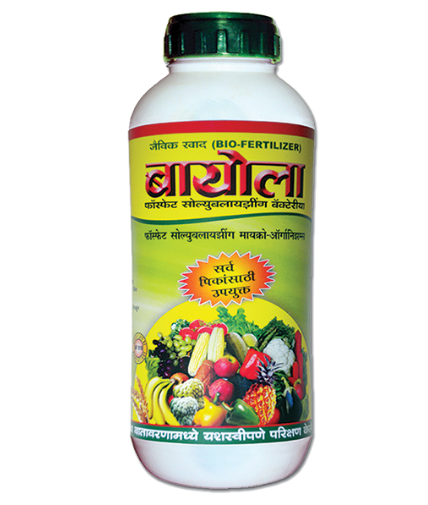 जैविक खाद (BIO-FERTILIZER)
बायोला
फॉस्फेट सोल्युबलायझींग बॅक्टेरीया
फॉस्फेट सोल्युबलायझींग मायक्रो-ऑर्गानिझम्स
सर्व
पिकांसाठी
उपयुक्त
वातावरणामध्ये यशस्वीपणे परिक्षण